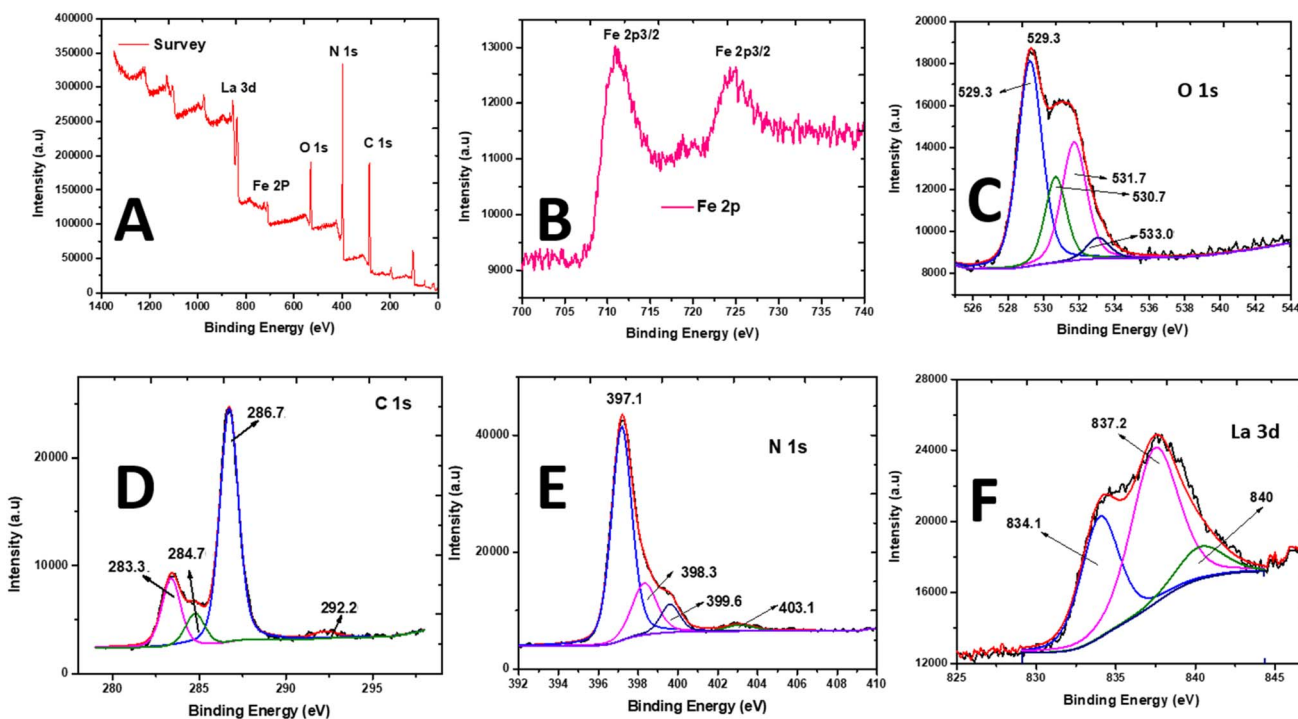 400000
350000
300000
250000
200000
150000
100000
50000
0
Intensity (a.u)
Survey
La 3d
Fe 2P
O 1s
N 1s
C 1s
A
1400 1200 1000 800 600 400 200 0
Binding Energy (eV)
13000
12000
11000
10000
9000
Intensity (a.u)
Fe 2p3/2
Fe 2p3/2
Fe 2p
B
700 705 710 715 720 725 730 735 740
Binding Energy (eV)
20000
18000
16000
14000
12000
10000
8000
Intensity (a.u)
529.3
529.3
O 1s
531.7
530.7
533.0
C
526 528 530 532 534 536 538 540 542 544
Binding Energy (eV)
20000
10000
0
Intensity (a.u)
C 1s
286.7
D
284.7
283.3
292.2
280 285 290 295
Binding Energy (eV)
40000
20000
0
Intensity (a.u)
397.1
N 1s
E
398.3
399.6
403.1
392 394 396 398 400 402 404 406 408 410
Binding Energy (eV)
28000
24000
20000
16000
12000
Intensity (a.u)
837.2
La 3d
F
840
834.1
825 830 835 840 845
Binding Energy (eV)